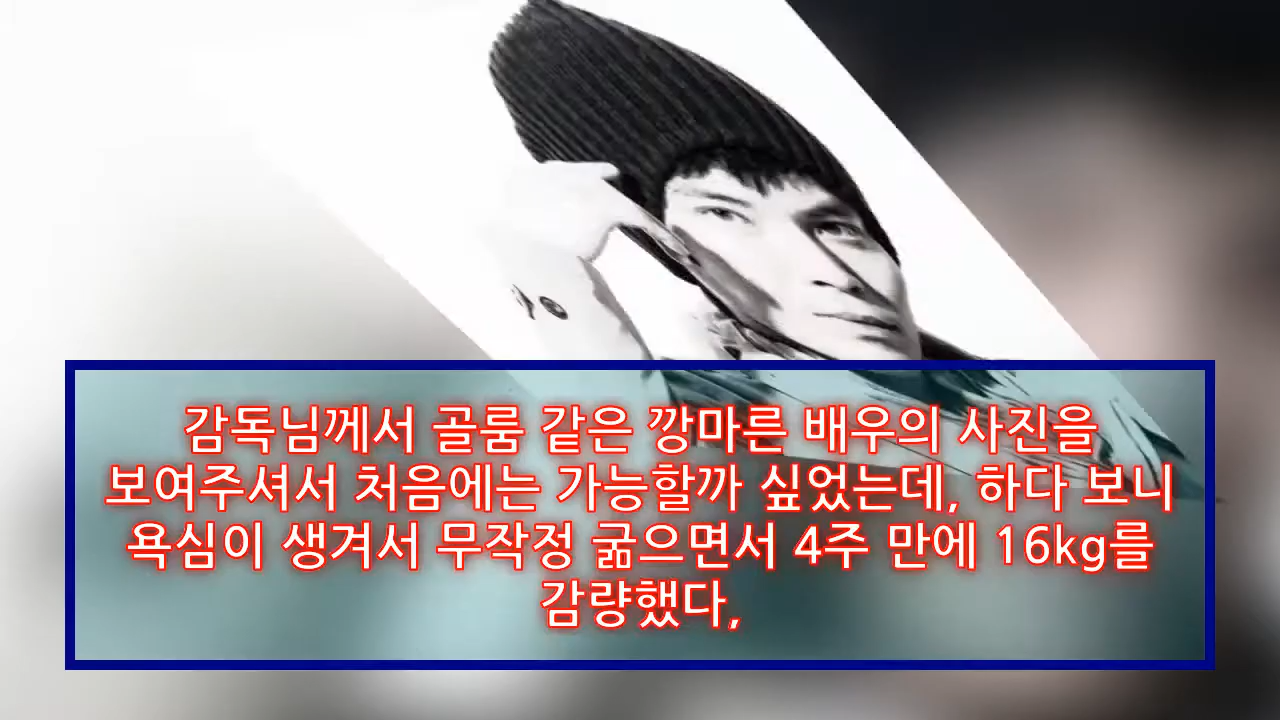 감독님께서 골룸 같은 깡마른 배우의 사진을
보여주셔서 처음에는 가능할까 싶었는데, 하다 보니
욕심이 생겨서 무작정 굶으면서 4주 만에 16kg를
감량했다,